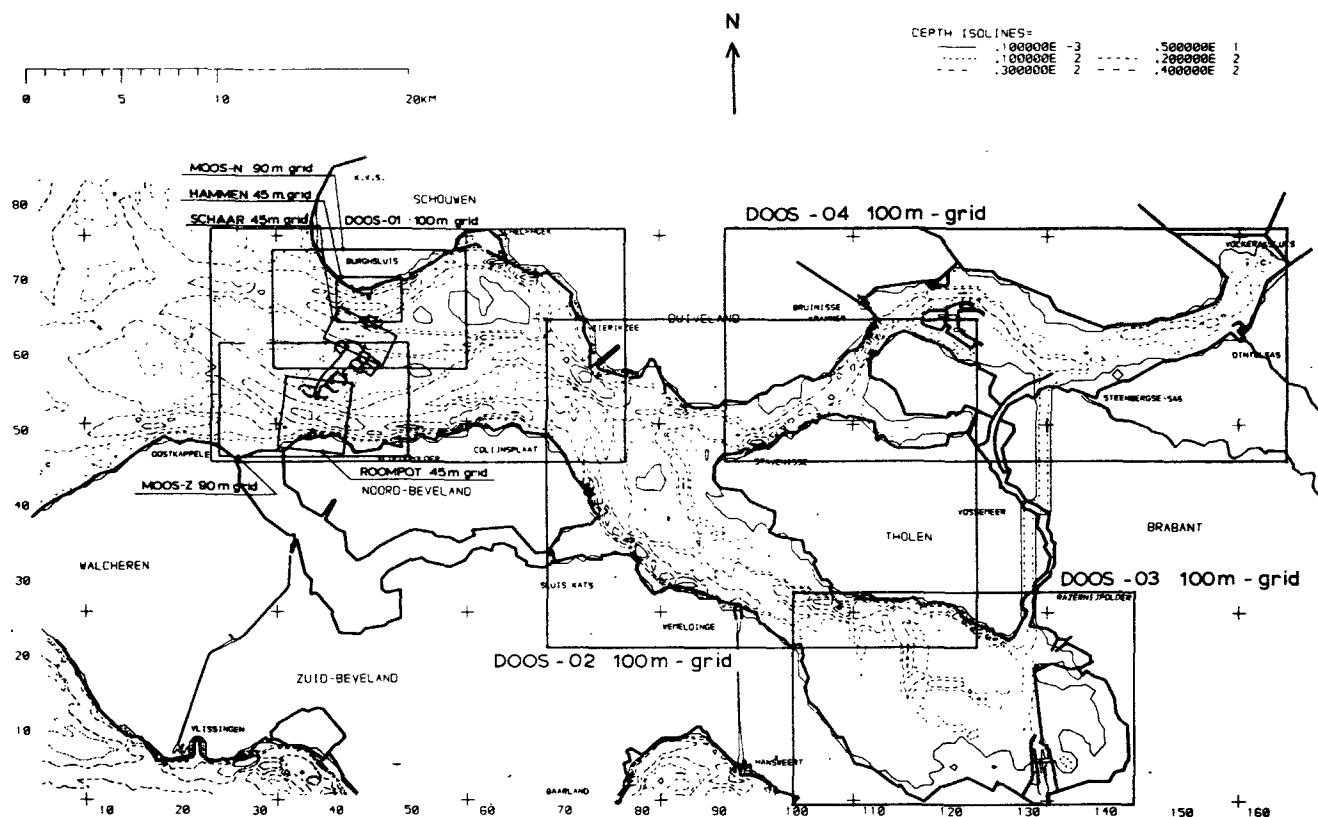 N
DEPTH ISOLINES=
.100000E -3 .500000E 1
.100000E 2 .200000E 2
.300000E 2 .400000E 2
0 5 10 20KM
MOOS-N 90m grid
K.V.S.
HAMMEN 45 m.grid
SCHOUWEN
SCHAAR 45m grid
DOOS-01 100m grid
DOOS - 04 100m - grid
80
BURGHSLUIS
70
BRUINISSE
DUIVELAND
ZIERIKZEE
60
DINTELSAS
STEENBERGSE-SAS
50
OOSTKAPPELE
COLIJNSPLAAT
STAVENISSE
ROOMPOT 45m grid
MOOS-Z 90m grid
NOORD-BEVELAND
40
VOSSEMEER
BRABANT
THOLEN
WALCHEREN
30
SLUIS KATS
DOOS - 03 100m - grid
WEMELDINGE
20
DOOS - 02 100m - grid
ZUID-BEVELAND
10
VLISSINGEN
HANSWEERT
BAARLAND
10 20 30 40 50 60 70 80 90 100 110 120 130 140 150 160